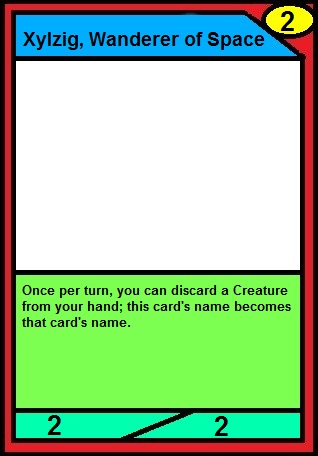 Xylzig, Wanderer of Space
2
Once per turn, you can discard a Creature
from your hand; this card's name becomes
that card's name.
2
2